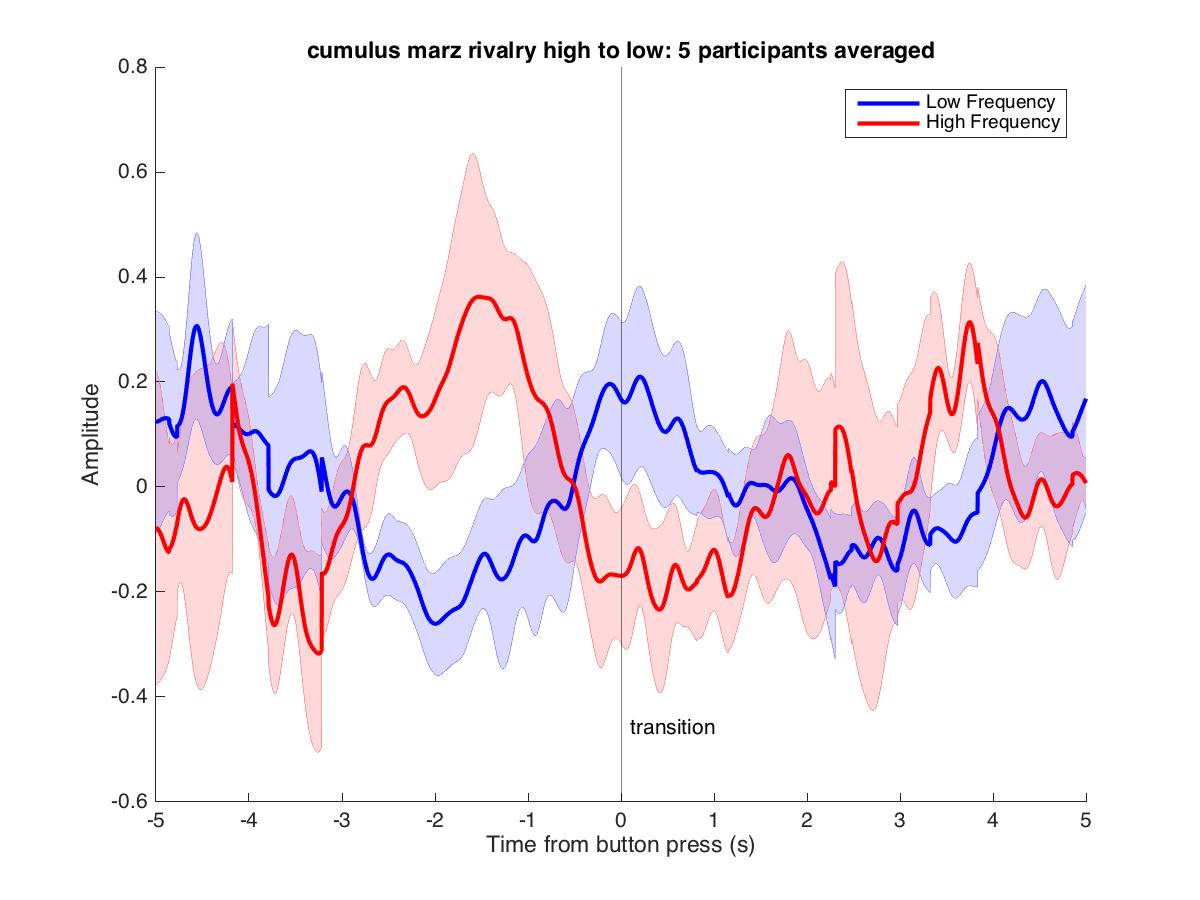 cumulus marz rivalry high to low: 5 participants averaged
0.8
0.6
0.4
0.2
0
-0.2
-0.4
-0.6
Amplitude
Low Frequency
High Frequency
transition
-5 -4 -3 -2 -1 0 1 2 3 4 5
Time from button press (s)